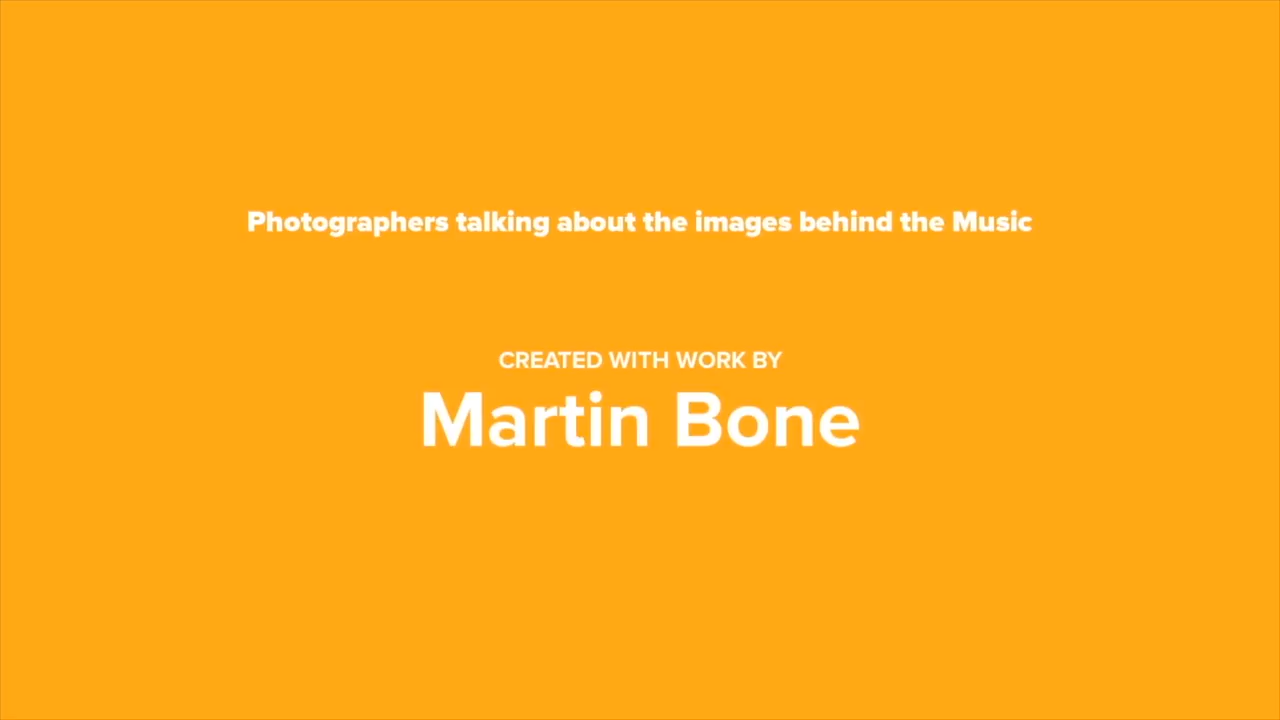 Photographers talking about the images behind the Music
CREATED WITH WORK BY
Martin Bone